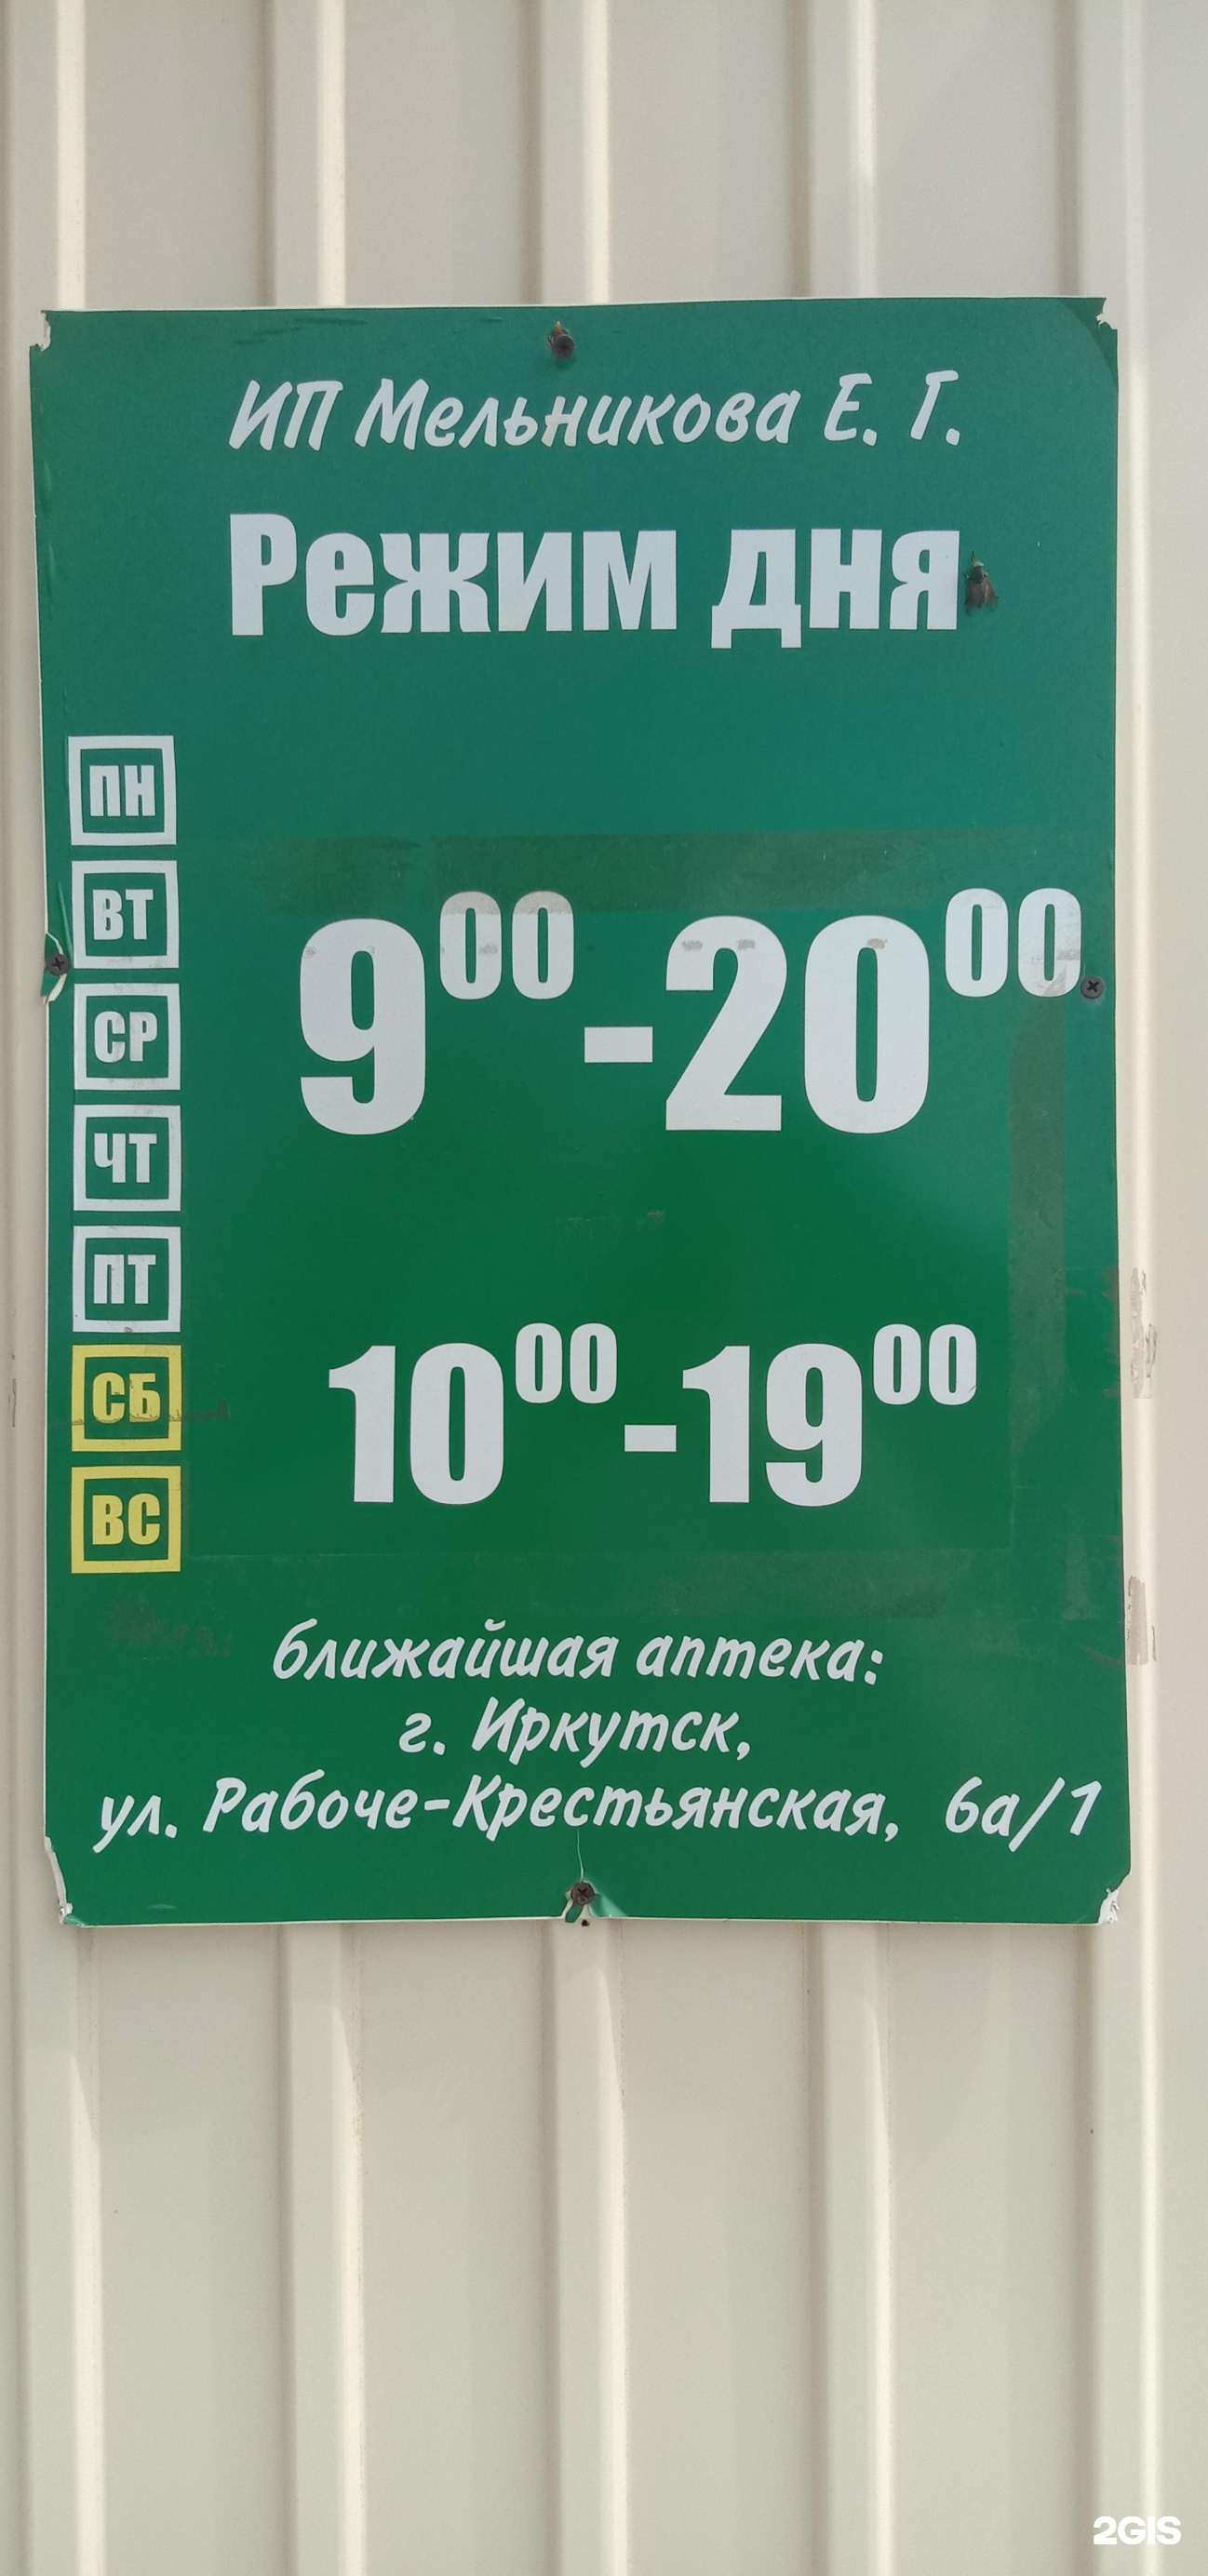 ИП Мельникова Е. Г.
Режим дня
ПН
ВТ
СР
ЧТ
ПТ
9⁰⁰-20⁰⁰
СБ
ВС
10⁰⁰-19⁰⁰
ближайшая аптека:
г. Иркутск,
ул. Рабоче-Крестьянская, 6а/1
2GIS